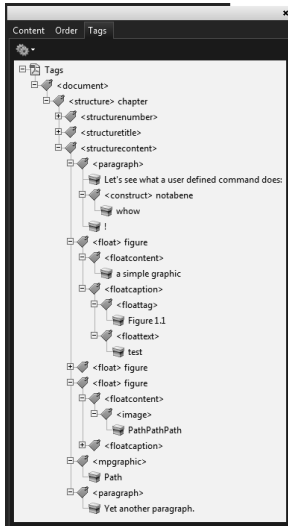 Content Order Tags
Tags
<document>
<structure> chapter
<structurenumber>
<structuretitle>
<structurecontent>
<paragraph>
Let's see what a user defined command does:
<construct> notabene
whow
!
<float> figure
<floatcontent>
a simple graphic
<floatcaption>
<floattag>
Figure 1.1
<floattext>
test
<float> figure
<float> figure
<floatcontent>
<image>
PathPathPath
<floatcaption>
<mpgraphic>
Path
<paragraph>
Yet another paragraph.